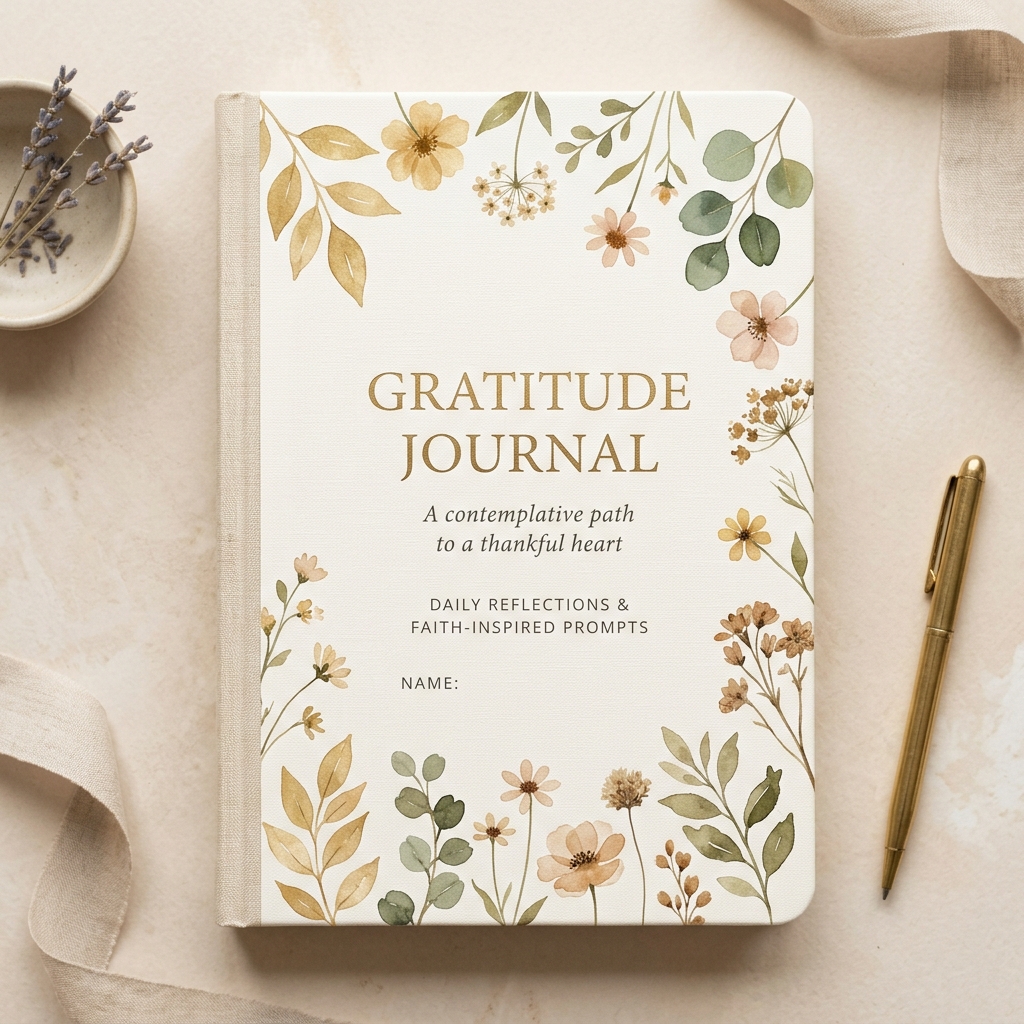 GRATITUDE
JOURNAL
A contemplative path
to a thankful heart
DAILY REFLECTIONS &
FAITH-INSPIRED PROMPTS
NAME: